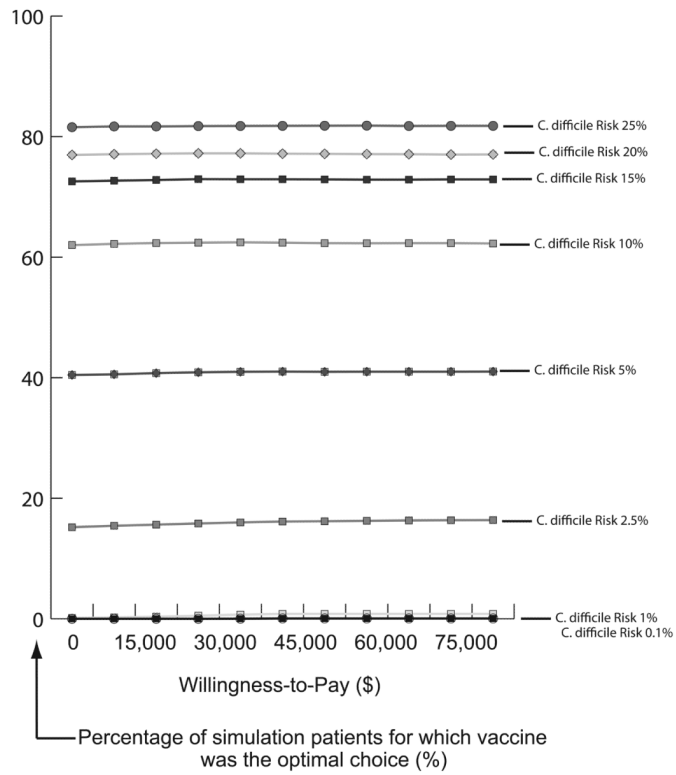 100
80
60
40
20
0
C. difficile Risk 25%
C. difficile Risk 20%
C. difficile Risk 15%
C. difficile Risk 10%
C. difficile Risk 5%
C. difficile Risk 2.5%
C. difficile Risk 1%
C. difficile Risk 0.1%
0 15,000 30,000 45,000 60,000 75,000
Willingness-to-Pay ($)
Percentage of simulation patients for which vaccine
was the optimal choice (%)